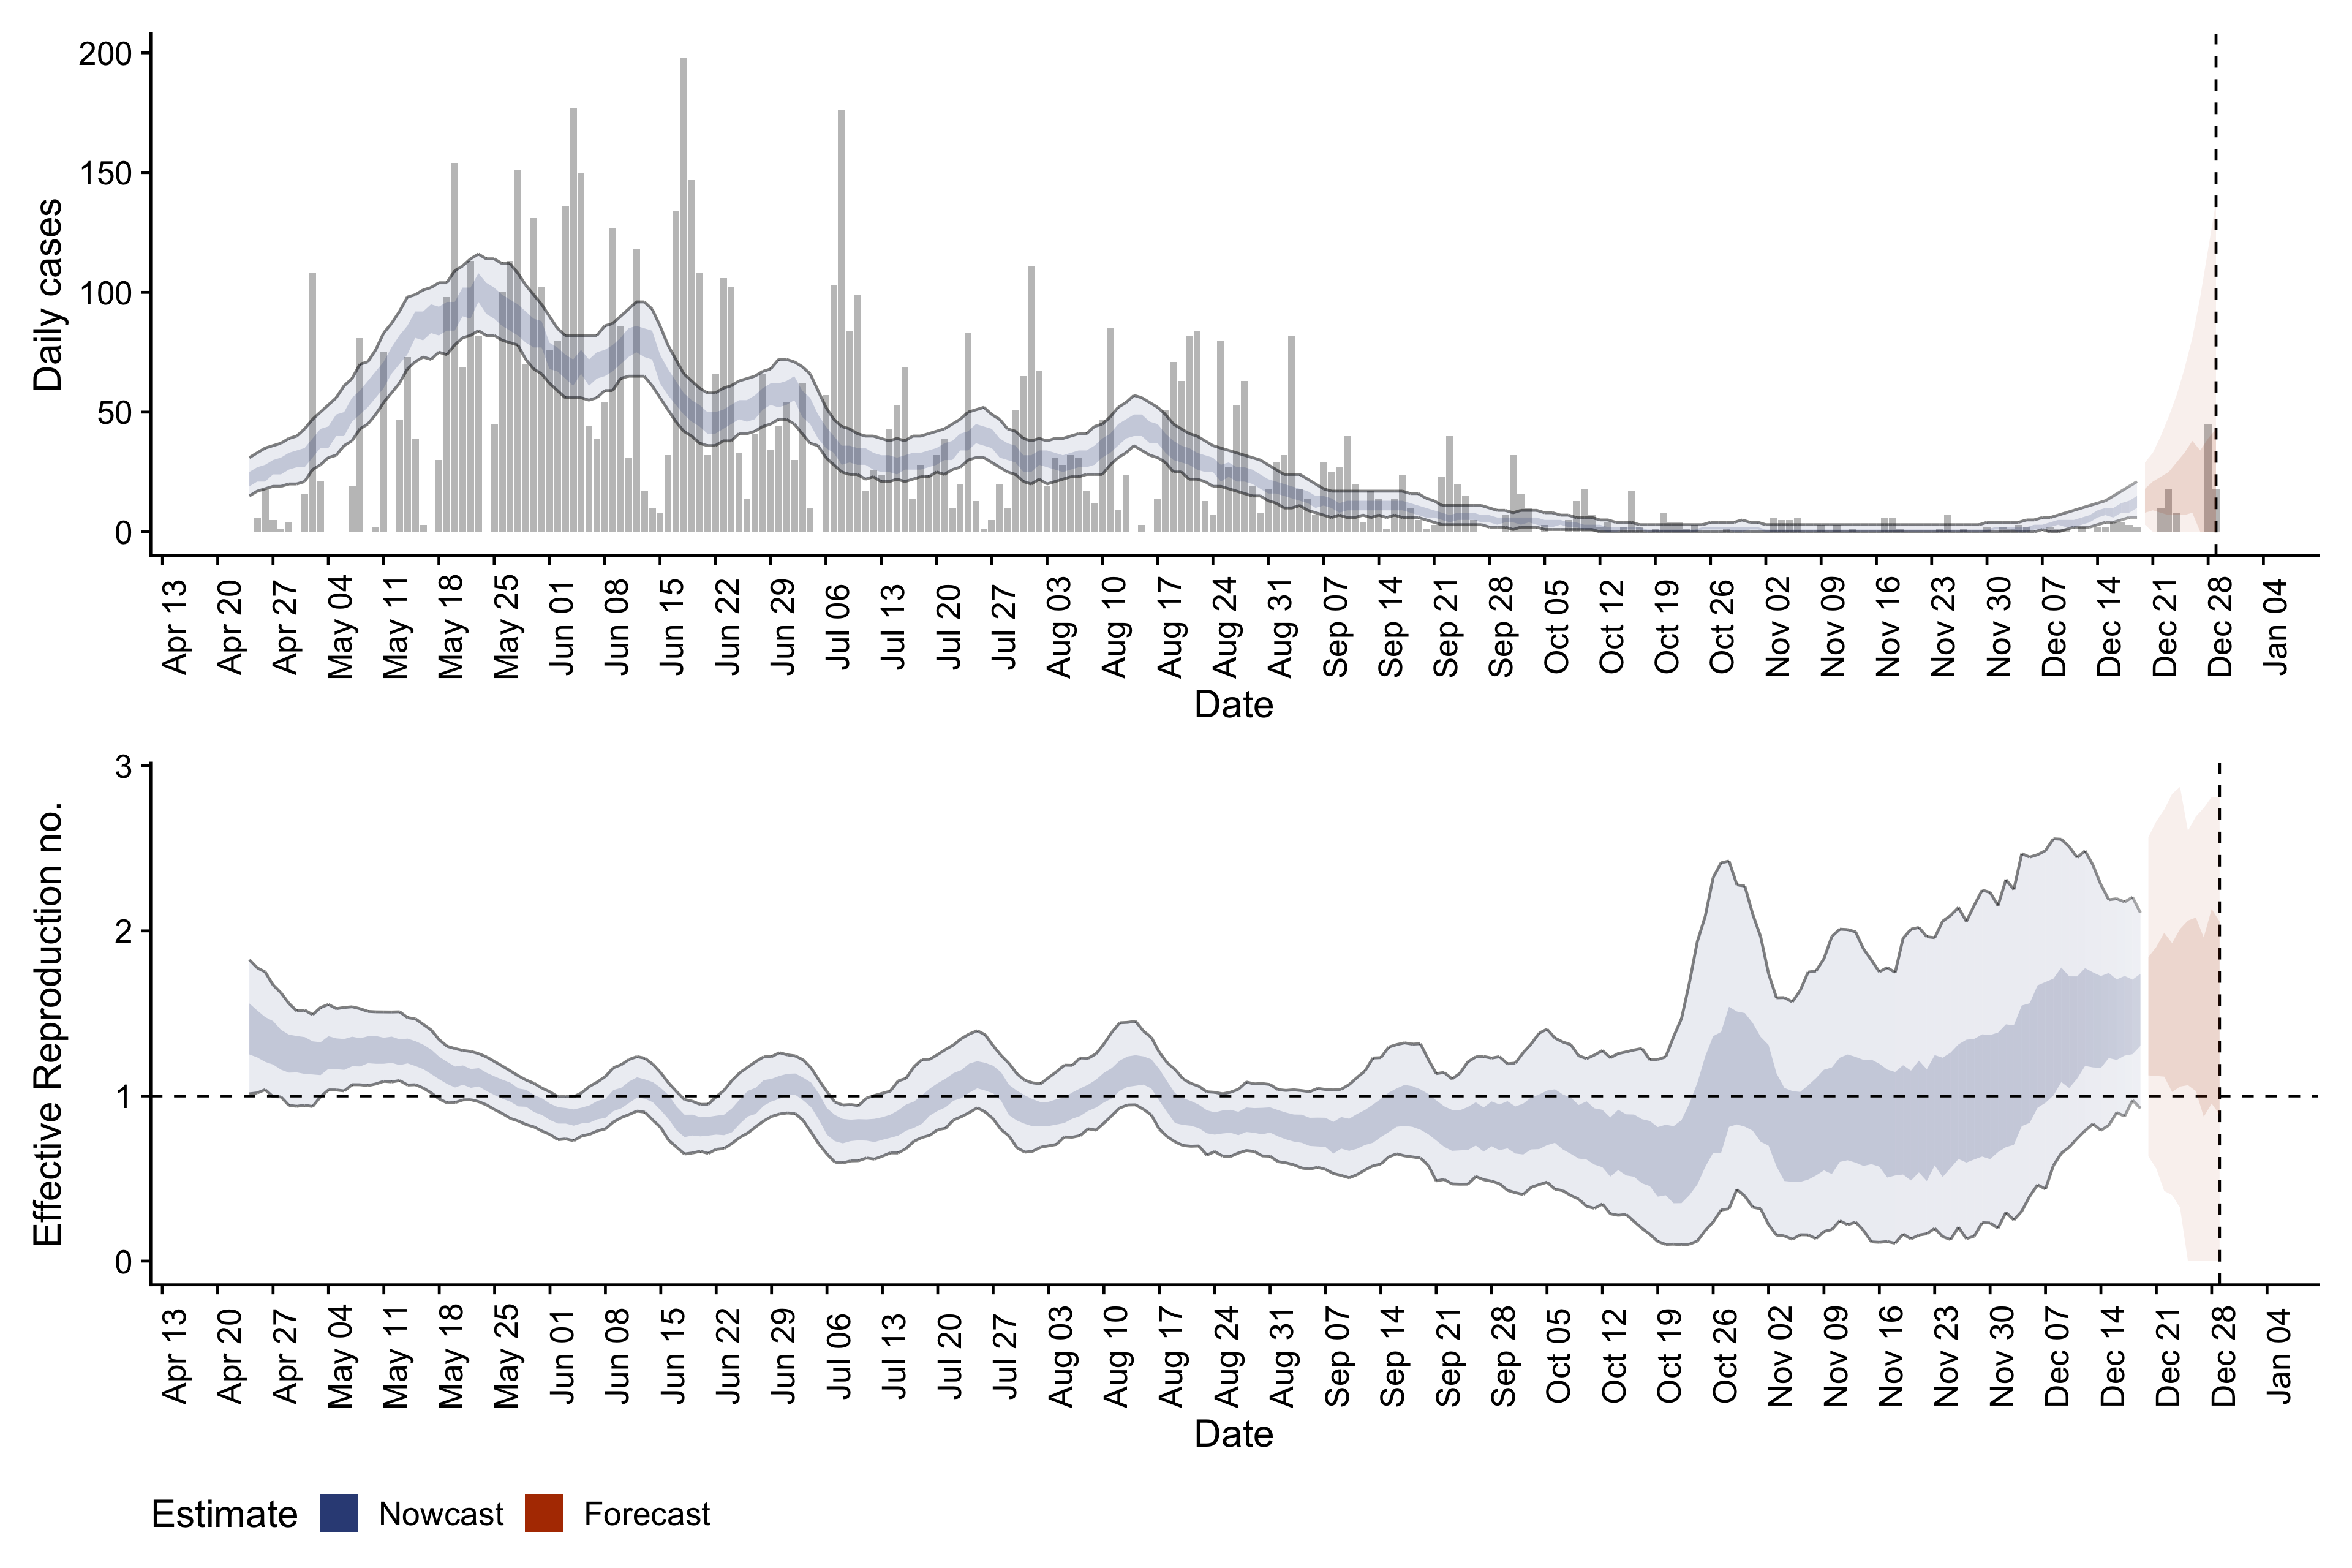 200
150
100
50
0
Daily cases
Apr 13 Apr 20 Apr 27 May 04 May 11 May 18 May 25 Jun 01 Jun 08 Jun 15 Jun 22 Jun 29 Jul 06 Jul 13 Jul 20 Jul 27 Aug 03 Aug 10 Aug 17 Aug 24 Aug 31 Sep 07 Sep 14 Sep 21 Sep 28 Oct 05 Oct 12 Oct 19 Oct 26 Nov 02 Nov 09 Nov 16 Nov 23 Nov 30 Dec 07 Dec 14 Dec 21 Dec 28 Jan 04
Date
3
2
1
0
Effective Reproduction no.
Apr 13 Apr 20 Apr 27 May 04 May 11 May 18 May 25 Jun 01 Jun 08 Jun 15 Jun 22 Jun 29 Jul 06 Jul 13 Jul 20 Jul 27 Aug 03 Aug 10 Aug 17 Aug 24 Aug 31 Sep 07 Sep 14 Sep 21 Sep 28 Oct 05 Oct 12 Oct 19 Oct 26 Nov 02 Nov 09 Nov 16 Nov 23 Nov 30 Dec 07 Dec 14 Dec 21 Dec 28 Jan 04
Date
Estimate Nowcast Forecast